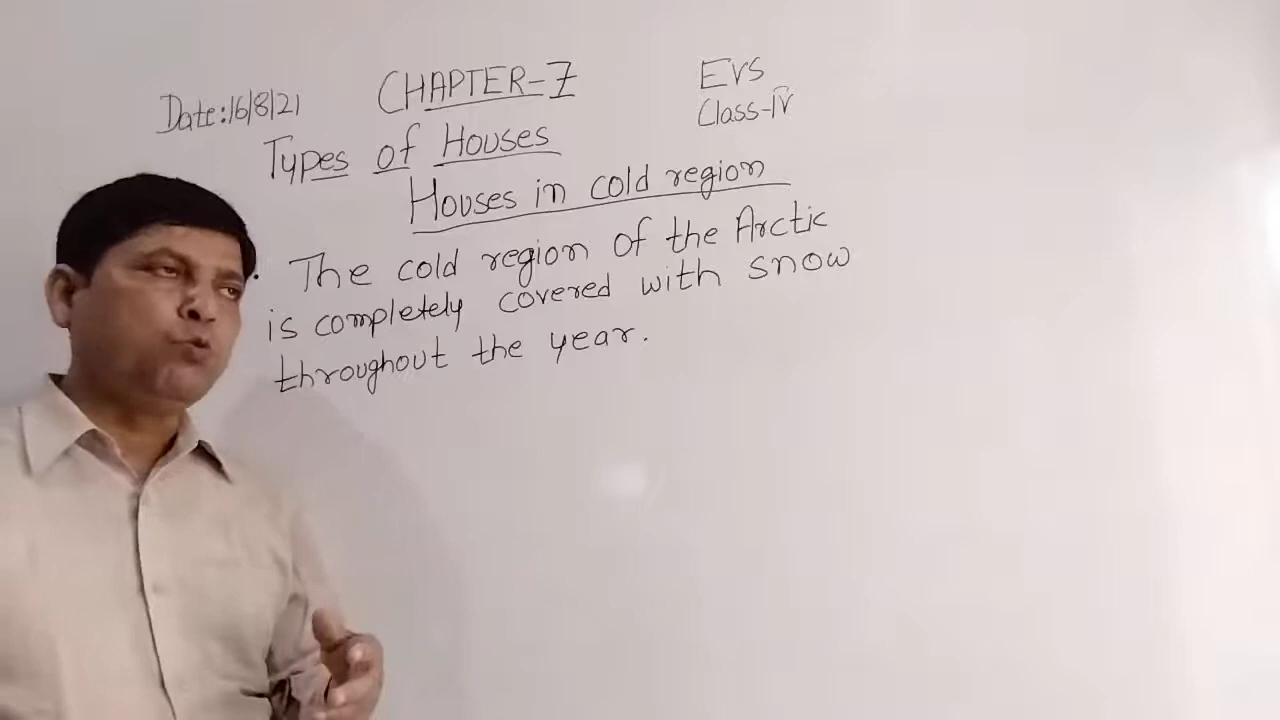 Date:16/8/21 CHAPTER-7 EVS
Class-IV
Types of Houses
Houses in cold region
. The cold region of the Arctic
is completely covered with snow
throughout the year.